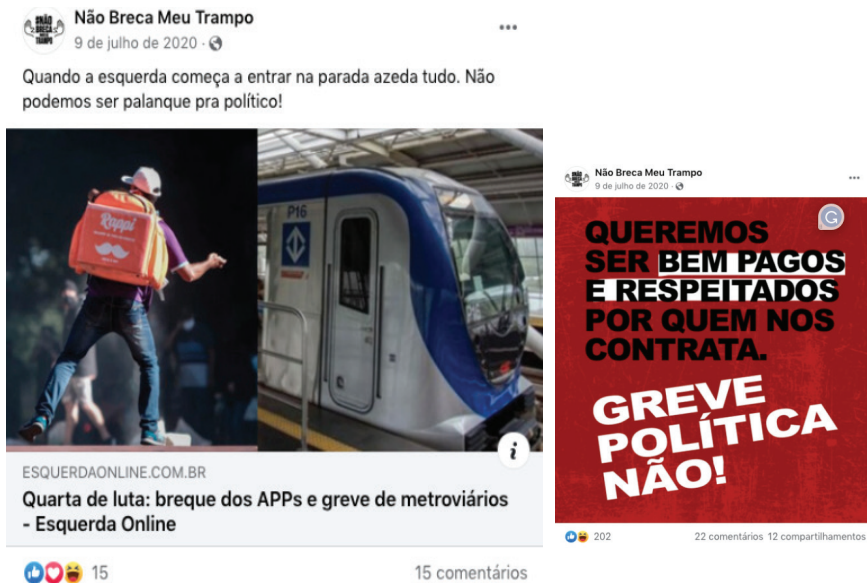 Não Breca Meu Trampo
9 de julho de 2020 ·
Quando a esquerda começa a entrar na parada azeda tudo. Não
podemos ser palanque pra político!
Rappi
P16
ESQUERDAONLINE.COM.BR
Quarta de luta: breque dos APPs e greve de metroviários
- Esquerda Online
15
15 comentários
Não Breca Meu Trampo
9 de julho de 2020 ·
QUEREMOS
SER BEM PAGOS
E RESPEITADOS
POR QUEM NOS
CONTRATA.
GREVE
POLÍTICA
NÃO!
202
22 comentários 12 compartilhamentos